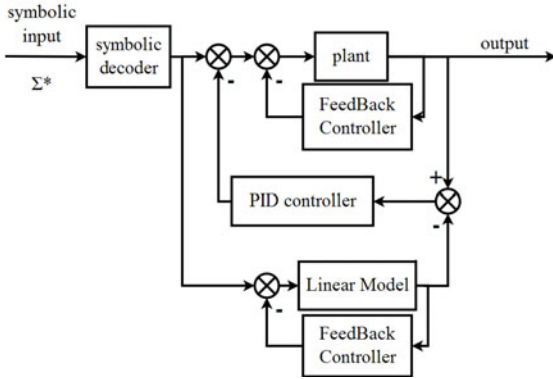 symbolic
input
Σ*
symbolic
decoder
-
-
plant
output
FeedBack
Controller
PID controller
+
-
Linear Model
-
FeedBack
Controller